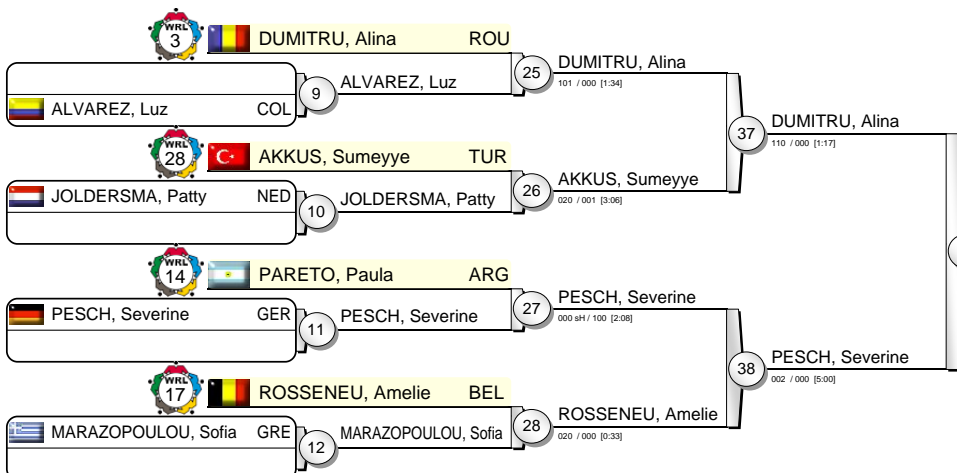 WRL
3
DUMITRU, Alina ROU
ALVAREZ, Luz COL
9
ALVAREZ, Luz
25
DUMITRU, Alina
101 / 000 [1:34]
WRL
28
AKKUS, Sumeyye TUR
JOLDERSMA, Patty NED
10
JOLDERSMA, Patty
26
AKKUS, Sumeyye
020 / 001 [3:06]
37
DUMITRU, Alina
110 / 000 [1:17]
WRL
14
PARETO, Paula ARG
PESCH, Severine GER
11
PESCH, Severine
27
PESCH, Severine
000 sH / 100 [2:08]
WRL
17
ROSSENEU, Amelie BEL
MARAZOPOULOU, Sofia GRE
12
MARAZOPOULOU, Sofia
28
ROSSENEU, Amelie
020 / 000 [0:33]
38
PESCH, Severine
002 / 000 [5:00]